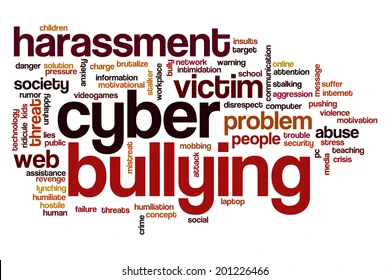 children
harassment
insults
target
danger solution charge bully network warning online
pressure brutalize intimidation communication
anxiety
information stalker workplace school attention message
society motivational victim stalking suffer
rumor unhappy videogames aggression internet
disrespect computer pushing
technology ridicule kids threat cyber problem violence
motivation
lies people trouble abuse
public mobbing security stress
web mistreat attack pc teaching
assistance bullying media crisis
revenge
lynching
humiliate laptop
hostile failure threats humiliation
human crime concept
social
shutterstock.com · 201226466